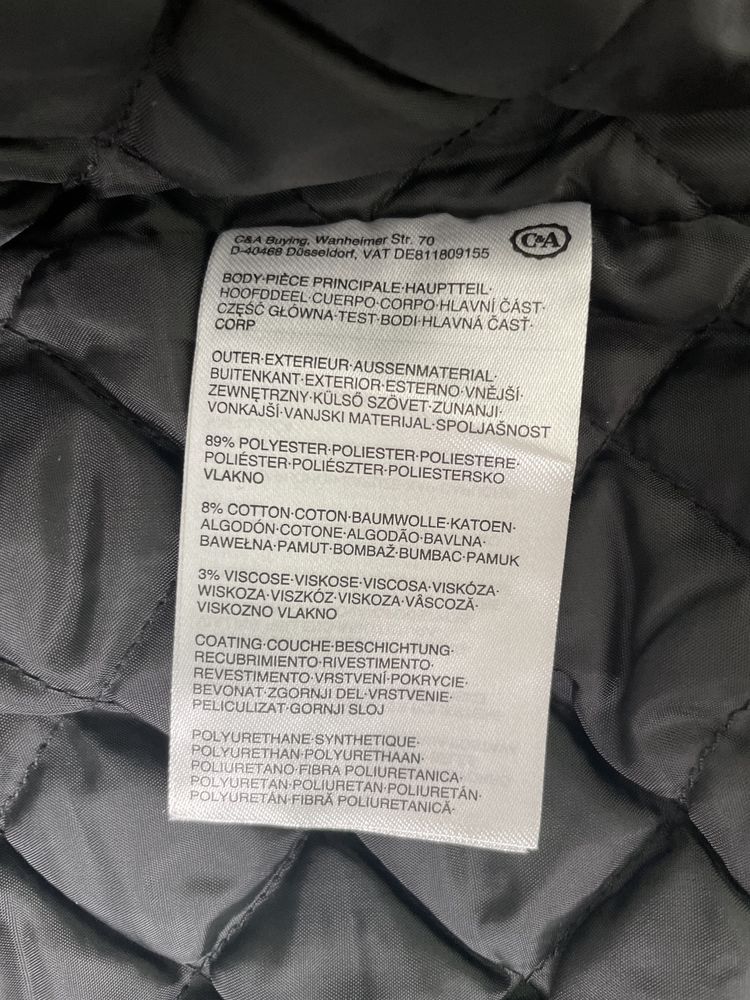 C&A Buying, Wanheimer Str. 70
D-40468 Düsseldorf, VAT DE811809155
C&A
BODY·PIÈCE PRINCIPALE·HAUPTTEIL·
HOOFDDEEL·CUERPO·CORPO·HLAVNÍ ČÁST·
CZĘŚĆ GŁÓWNA·TEST·BODI·HLAVNÁ ČASŤ·
CORP
OUTER·EXTERIEUR·AUSSENMATERIAL·
BUITENKANT·EXTERIOR·ESTERNO·VNĚJŠÍ·
ZEWNĘTRZNY·KÜLSŐ SZÖVET·ZUNANJI·
VONKAJŠÍ·VANJSKI MATERIJAL·SPOLJAŠNOST
89% POLYESTER·POLIESTER·POLIESTERE·
POLIÉSTER·POLIÉSZTER·POLIESTERSKO
VLAKNO
8% COTTON·COTON·BAUMWOLLE·KATOEN·
ALGODÓN·COTONE·ALGODÃO·BAVLNA·
BAWEŁNA·PAMUT·BOMBAŽ·BUMBAC·PAMUK
3% VISCOSE·VISKOSE·VISCOSA·VISKÓZA·
WISKOZA·VISZKÓZ·VISKOZA·VÂSCOZĂ·
VISKOZNO VLAKNO
COATING·COUCHE·BESCHICHTUNG·
RECUBRIMIENTO·RIVESTIMENTO·
REVESTIMENTO·VRSTVENÍ·POKRYCIE·
BEVONAT·ZGORNJI DEL·VRSTVENIE·
PELICULIZAT·GORNJI SLOJ
POLYURETHANE·SYNTHETIQUE·
POLYURETHAN·POLYURETHAAN·
POLIURETANO·FIBRA POLIURETANICA·
POLYURETAN·POLIURETAN·POLIURETÁN·
POLYURETÁN·FIBRĂ POLIURETANICĂ·